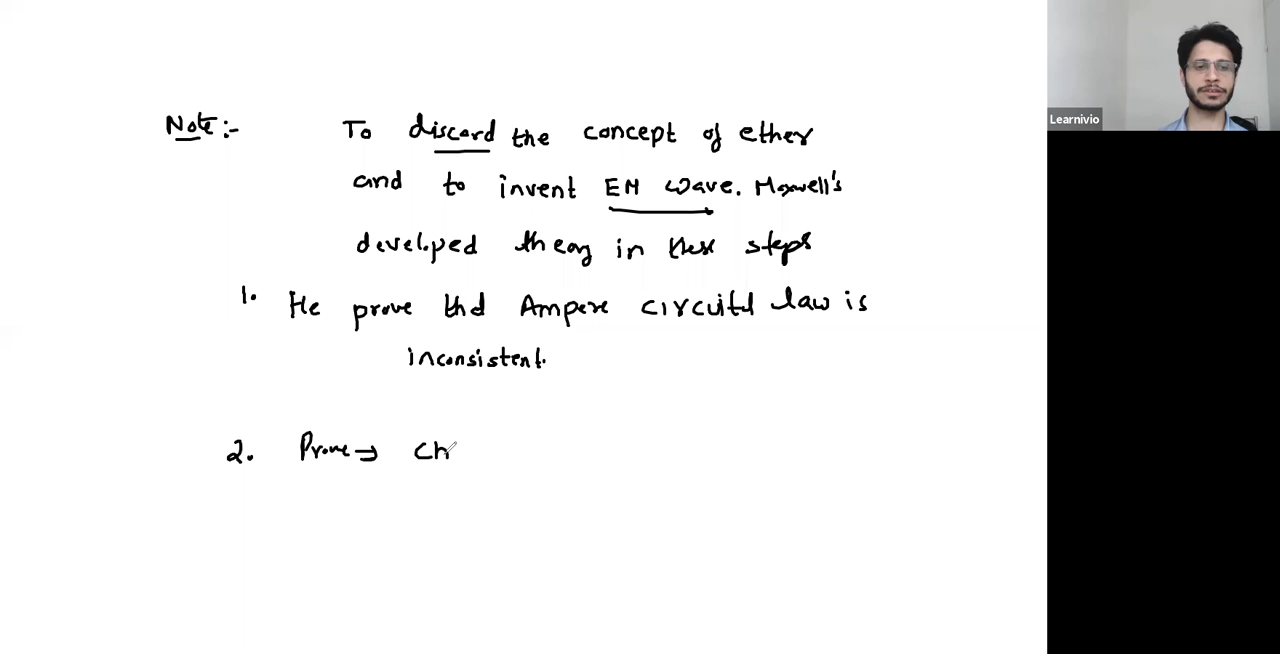 Note:- To discard the concept of ether
and to invent EM wave. Maxwell's
developed theory in these steps
1. He prove that Ampere circuital law is
inconsistent.
2. Prove → Ch
Learnivio